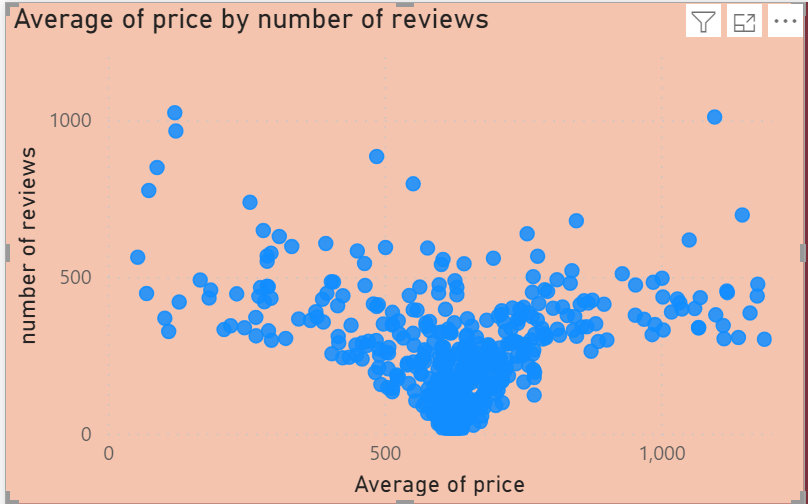 Average of price by number of reviews
number of reviews
1000
500
0
0 500 1,000
Average of price